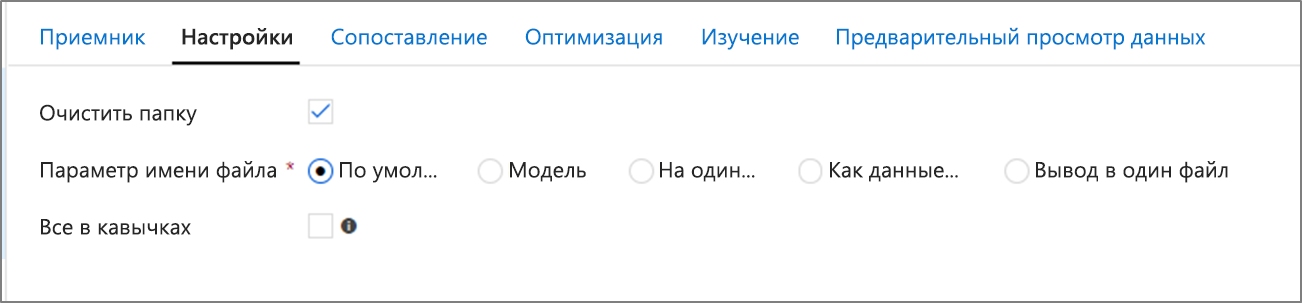 Приемник Настройки Сопоставление Оптимизация Изучение Предварительный просмотр данных
Очистить папку
Параметр имени файла * По умол... Модель На один... Как данные... Вывод в один файл
Все в кавычках